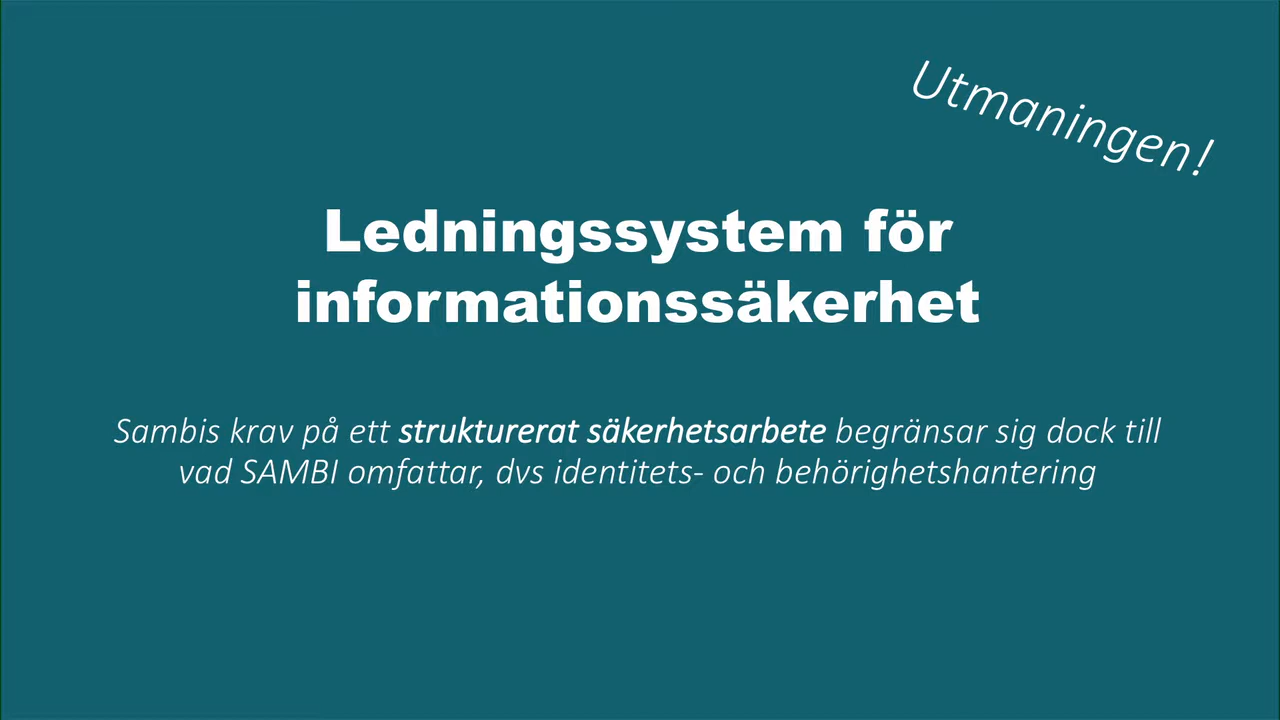 Utmaningen!
Ledningssystem för
informationssäkerhet
Sambis krav på ett strukturerat säkerhetsarbete begränsar sig dock till
vad SAMBI omfattar, dvs identitets- och behörighetshantering